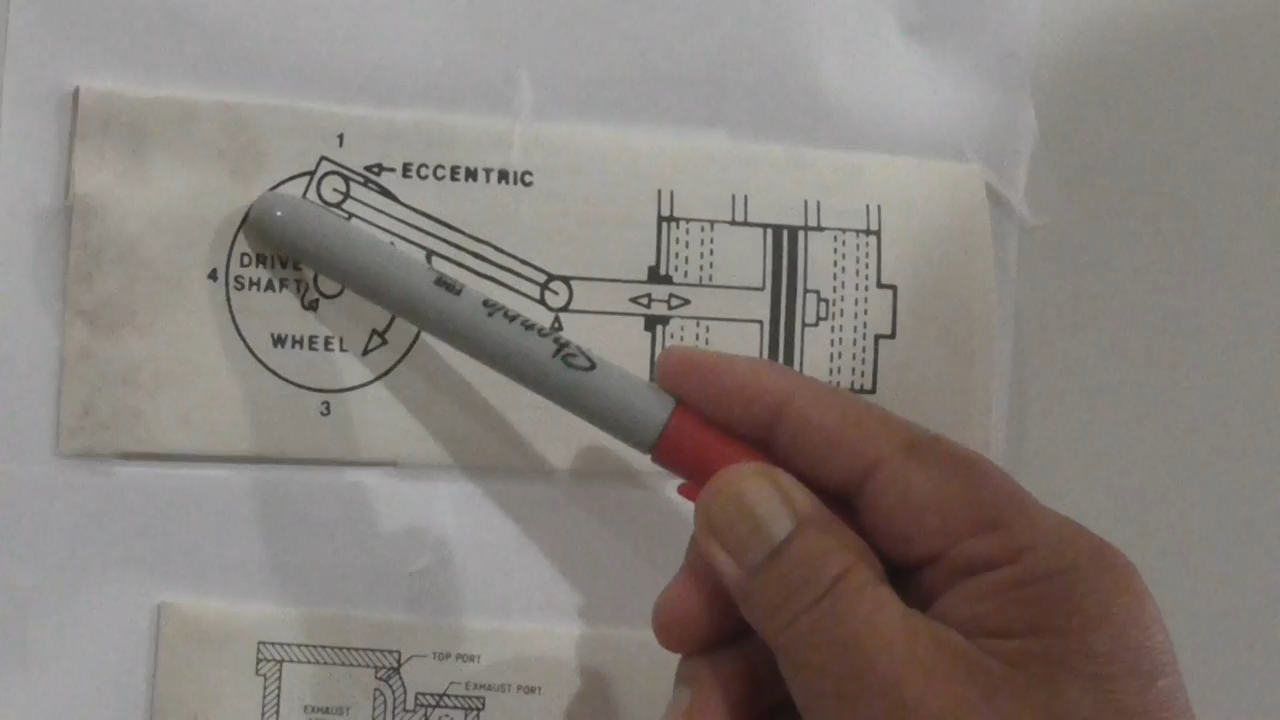 1
ECCENTRIC
DRIVE
4
SHAFT
WHEEL
3
Sharpie
TOP PORT
EXHAUST PORT
EXHAUST